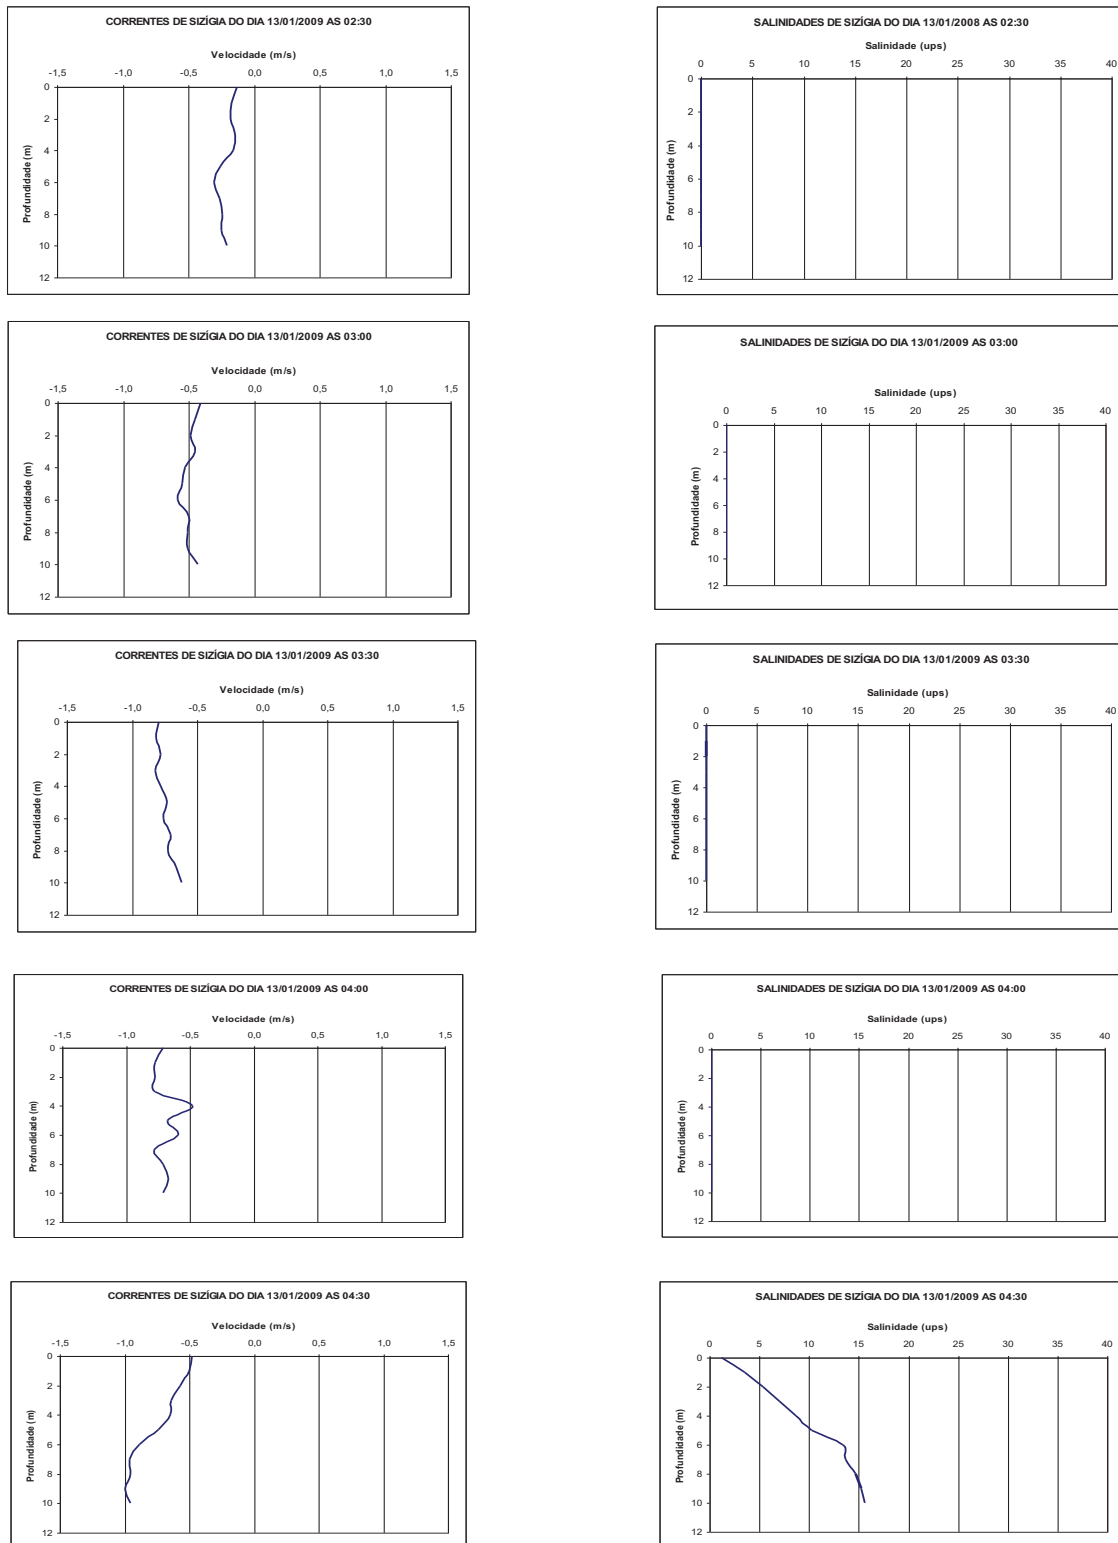 CORRENTES DE SIZÍGIA DO DIA 13/01/2009 AS 02:30
Velocidade (m/s)
-1,5 -1,0 -0,5 0,0 0,5 1,0 1,5
Profundidade (m)
0
2
4
6
8
10
12
SALINIDADES DE SIZÍGIA DO DIA 13/01/2008 AS 02:30
Salinidade (ups)
0 5 10 15 20 25 30 35 40
Profundidade (m)
0
2
4
6
8
10
12
CORRENTES DE SIZÍGIA DO DIA 13/01/2009 AS 03:00
Velocidade (m/s)
-1,5 -1,0 -0,5 0,0 0,5 1,0 1,5
Profundidade (m)
0
2
4
6
8
10
12
SALINIDADES DE SIZÍGIA DO DIA 13/01/2009 AS 03:00
Salinidade (ups)
0 5 10 15 20 25 30 35 40
Profundidade (m)
0
2
4
6
8
10
12
CORRENTES DE SIZÍGIA DO DIA 13/01/2009 AS 03:30
Velocidade (m/s)
-1,5 -1,0 -0,5 0,0 0,5 1,0 1,5
Profundidade (m)
0
2
4
6
8
10
12
SALINIDADES DE SIZÍGIA DO DIA 13/01/2009 AS 03:30
Salinidade (ups)
0 5 10 15 20 25 30 35 40
Profundidade (m)
0
2
4
6
8
10
12
CORRENTES DE SIZÍGIA DO DIA 13/01/2009 AS 04:00
Velocidade (m/s)
-1,5 -1,0 -0,5 0,0 0,5 1,0 1,5
Profundidade (m)
0
2
4
6
8
10
12
SALINIDADES DE SIZÍGIA DO DIA 13/01/2009 AS 04:00
Salinidade (ups)
0 5 10 15 20 25 30 35 40
Profundidade (m)
0
2
4
6
8
10
12
CORRENTES DE SIZÍGIA DO DIA 13/01/2009 AS 04:30
Velocidade (m/s)
-1,5 -1,0 -0,5 0,0 0,5 1,0 1,5
Profundidade (m)
0
2
4
6
8
10
12
SALINIDADES DE SIZÍGIA DO DIA 13/01/2009 AS 04:30
Salinidade (ups)
0 5 10 15 20 25 30 35 40
Profundidade (m)
0
2
4
6
8
10
12